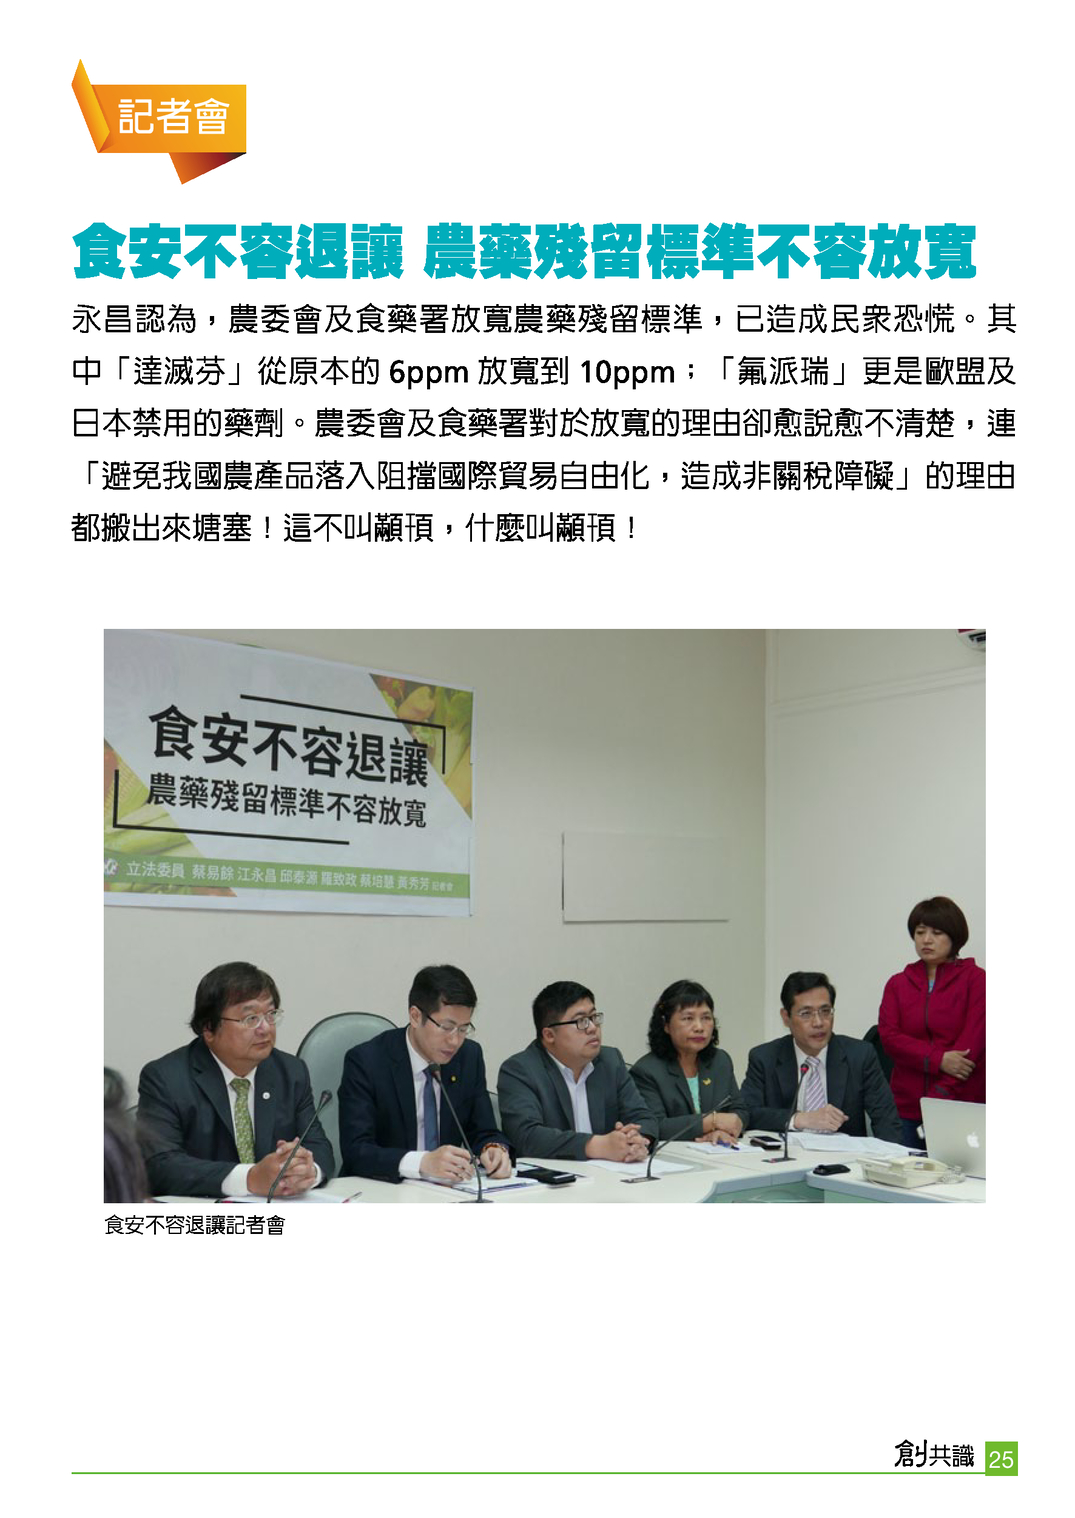 記者會
食安不容退讓 農藥殘留標準不容放寬
永昌認為，農委會及食藥署放寬農藥殘留標準，已造成民眾恐慌。其
中「達滅芬」從原本的 6ppm 放寬到 10ppm；「氟派瑞」更是歐盟及
日本禁用的藥劑。農委會及食藥署對於放寬的理由卻愈說愈不清楚，連
「避免我國農產品落入阻擋國際貿易自由化，造成非關稅障礙」的理由
都搬出來塘塞！這不叫顢頇，什麼叫顢頇！
食安不容退讓
農藥殘留標準不容放寬
立法委員 蔡易餘 江永昌 邱泰源 羅致政 蔡培慧 黃秀芳 記者會
食安不容退讓記者會
創共識 25